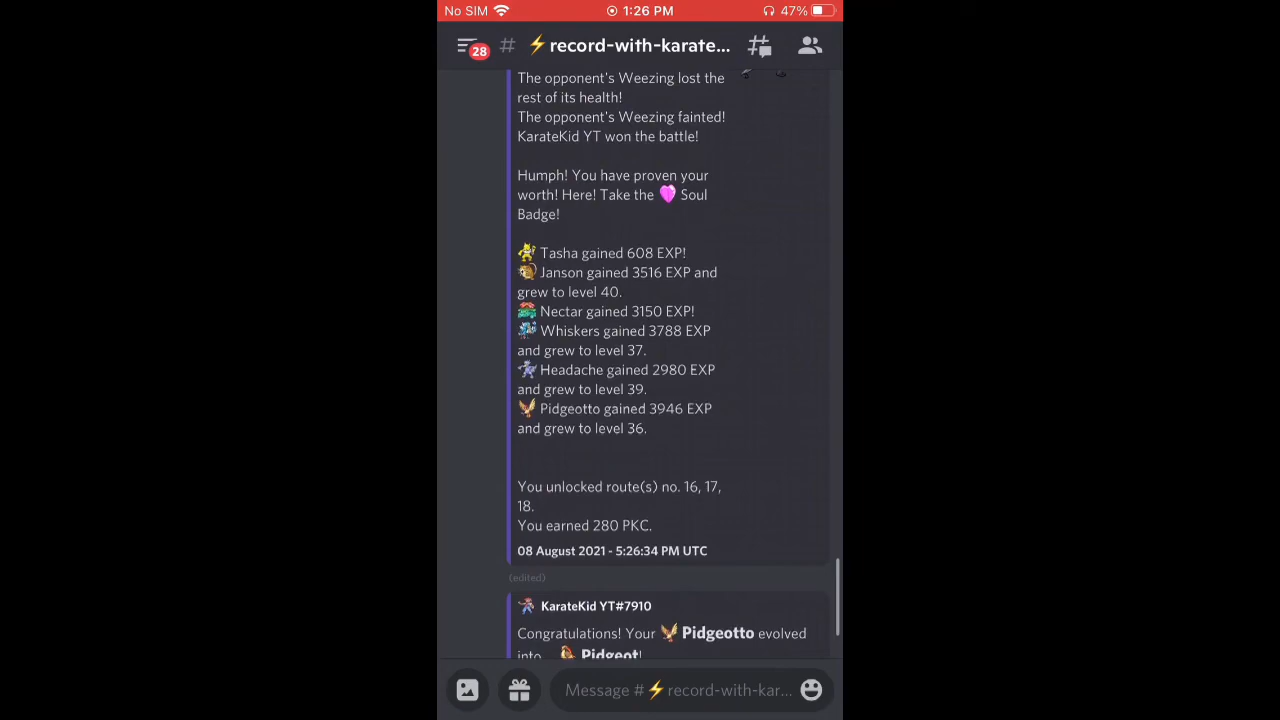 No SIM 1:26 PM 47%
28 # ⚡record-with-karate...
The opponent's Weezing lost the
rest of its health!
The opponent's Weezing fainted!
KarateKid YT won the battle!
Humph! You have proven your
worth! Here! Take the Soul
Badge!
Tasha gained 608 EXP!
Janson gained 3516 EXP and
grew to level 40.
Nectar gained 3150 EXP!
Whiskers gained 3788 EXP
and grew to level 37.
Headache gained 2980 EXP
and grew to level 39.
Pidgeotto gained 3946 EXP
and grew to level 36.
You unlocked route(s) no. 16, 17,
18.
You earned 280 PKC.
08 August 2021 - 5:26:34 PM UTC
(edited)
KarateKid YT#7910
Congratulations! Your Pidgeotto evolved
into Pidgeot!
Message #⚡record-with-kar...